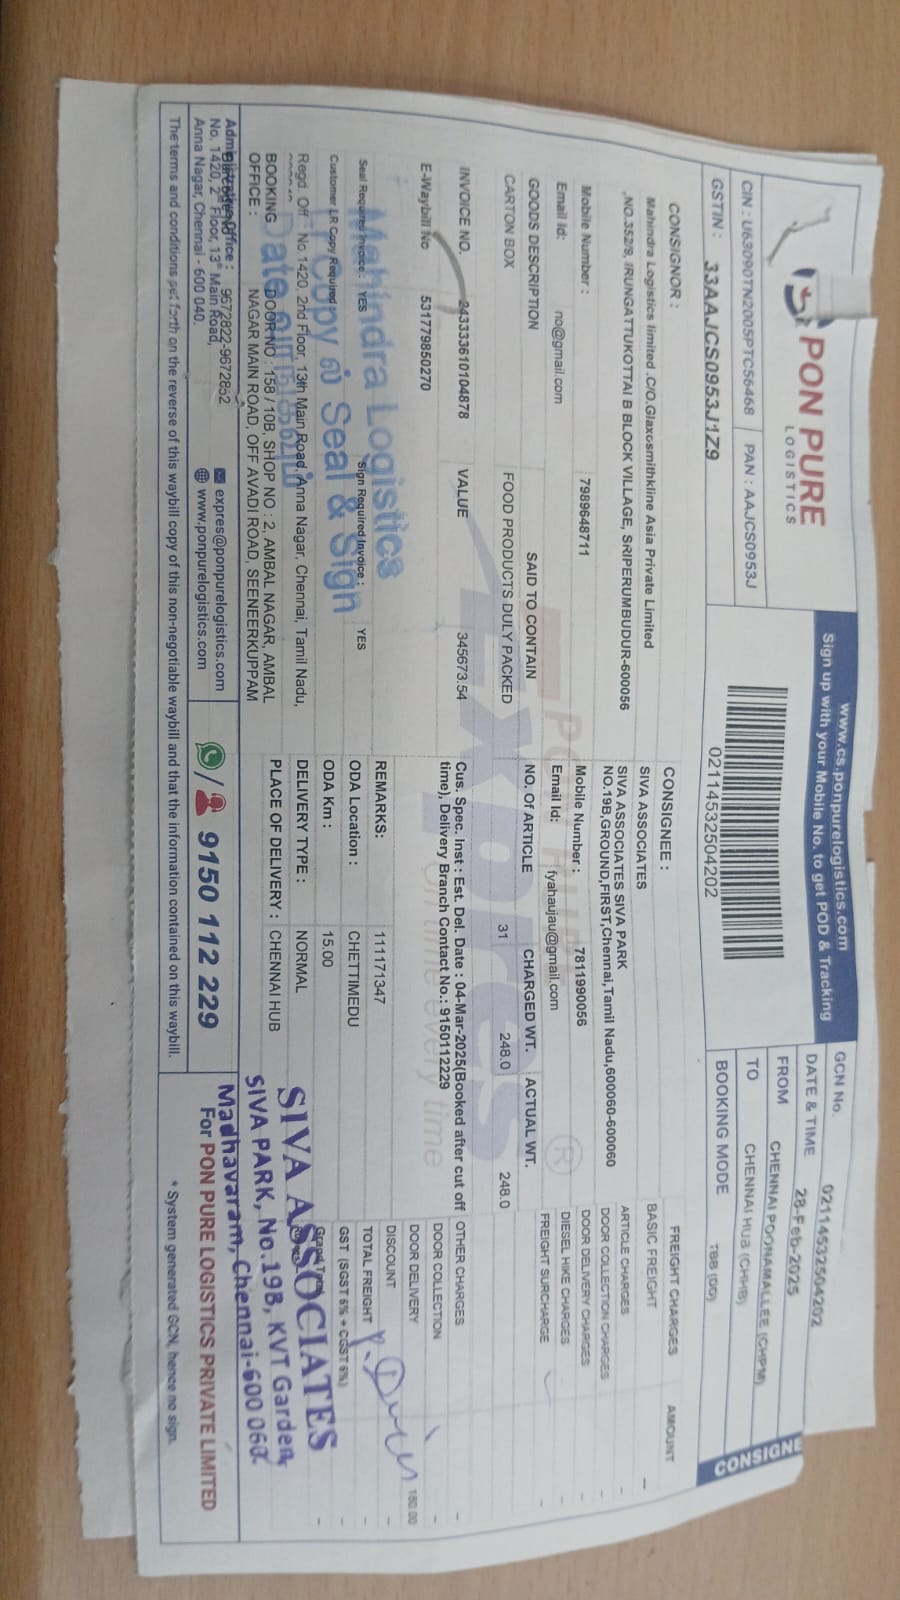 PON PURE
LOGISTICS
www.cs.ponpurelogistics.com
Sign up with your Mobile No. to get POD & Tracking
CIN : U63090TN2005PTC56468 PAN : AAJCS0953J
GSTIN : 33AAJCS0953J1Z9
02114532504202
GCN No. 02114532504202
DATE & TIME 28-Feb-2025
FROM CHENNAI POONAMALLEE (CHPM)
TO CHENNAI HUB (CHHB)
BOOKING MODE TBB (DD)
CONSIGNE
CONSIGNOR :
Mahindra Logistics limited .C/O.Glaxosmithkline Asia Private Limited
,NO.352/9, IRUNGATTUKOTTAI B BLOCK VILLAGE, SRIPERUMBUDUR-600056
Mobile Number : 7989648711
Email Id: no@gmail.com
CONSIGNEE :
SIVA ASSOCIATES
SIVA ASSOCIATES SIVA PARK
NO.19B,GROUND,FIRST,Chennai,Tamil Nadu,600060-600060
Mobile Number : 7811990056
Email Id: fyahaujau@gmail.com
GOODS DESCRIPTION SAID TO CONTAIN NO. Of ARTICLE CHARGED WT. ACTUAL WT.
CARTON BOX FOOD PRODUCTS DULY PACKED 31 248.0 248.0
INVOICE NO. 243333610104878 VALUE 345673.54
E-Waybill No 531779850270
Cus. Spec. Inst : Est. Del. Date : 04-Mar-2025(Booked after cut off
time), Delivery Branch Contact No.: 9150112229
Seal Required Invoice : YES Sign Required Invoice : YES
Customer LR Copy Required
Mahindra Logistics
Copy ல் Seal & Sign
Date
Regd. Off : No.1420, 2nd Floor, 13th Main Road, Anna Nagar, Chennai, Tamil Nadu,
BOOKING OFFICE : DOOR NO : 158 / 10B, SHOP NO : 2, AMBAL NAGAR, AMBAL
NAGAR MAIN ROAD, OFF AVADI ROAD, SEENEERKUPPAM
REMARKS: 111171347
ODA Location : CHETTIMEDU
ODA Km : 15.00
DELIVERY TYPE : NORMAL
PLACE OF DELIVERY : CHENNAI HUB
FREIGHT CHARGES AMOUNT
BASIC FREIGHT -
ARTICLE CHARGES -
DOOR COLLECTION CHARGES -
DOOR DELIVERY CHARGES -
DIESEL HIKE CHARGES -
FREIGHT SURCHARGE -
OTHER CHARGES -
DOOR COLLECTION -
DOOR DELIVERY 180.00
DISCOUNT -
TOTAL FREIGHT -
GST (SGST 6% + CGST 6%) -
Grand Total -
Express
on time every time
SIVA ASSOCIATES
SIVA PARK, No.19B, KVT Garden,
Madhavaram, Chennai-600 060.
Administrative Office : 9672822-9672852
No. 1420, 2nd Floor, 13th Main Road,
Anna Nagar, Chennai - 600 040.
expres@ponpurelogistics.com
www.ponpurelogistics.com
9150 112 229
For PON PURE LOGISTICS PRIVATE LIMITED
The terms and conditions set forth on the reverse of this waybill copy of this non-negotiable waybill and that the information contained on this waybill.
* System generated GCN, hence no sign.